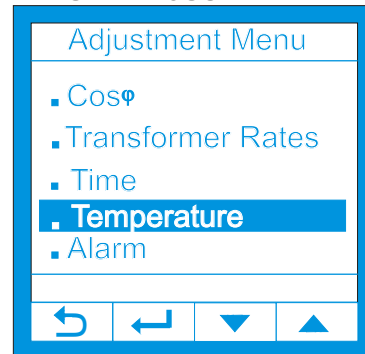 Adjustment Menu
. Cosφ
. Transformer Rates
. Time
. Temperature
. Alarm